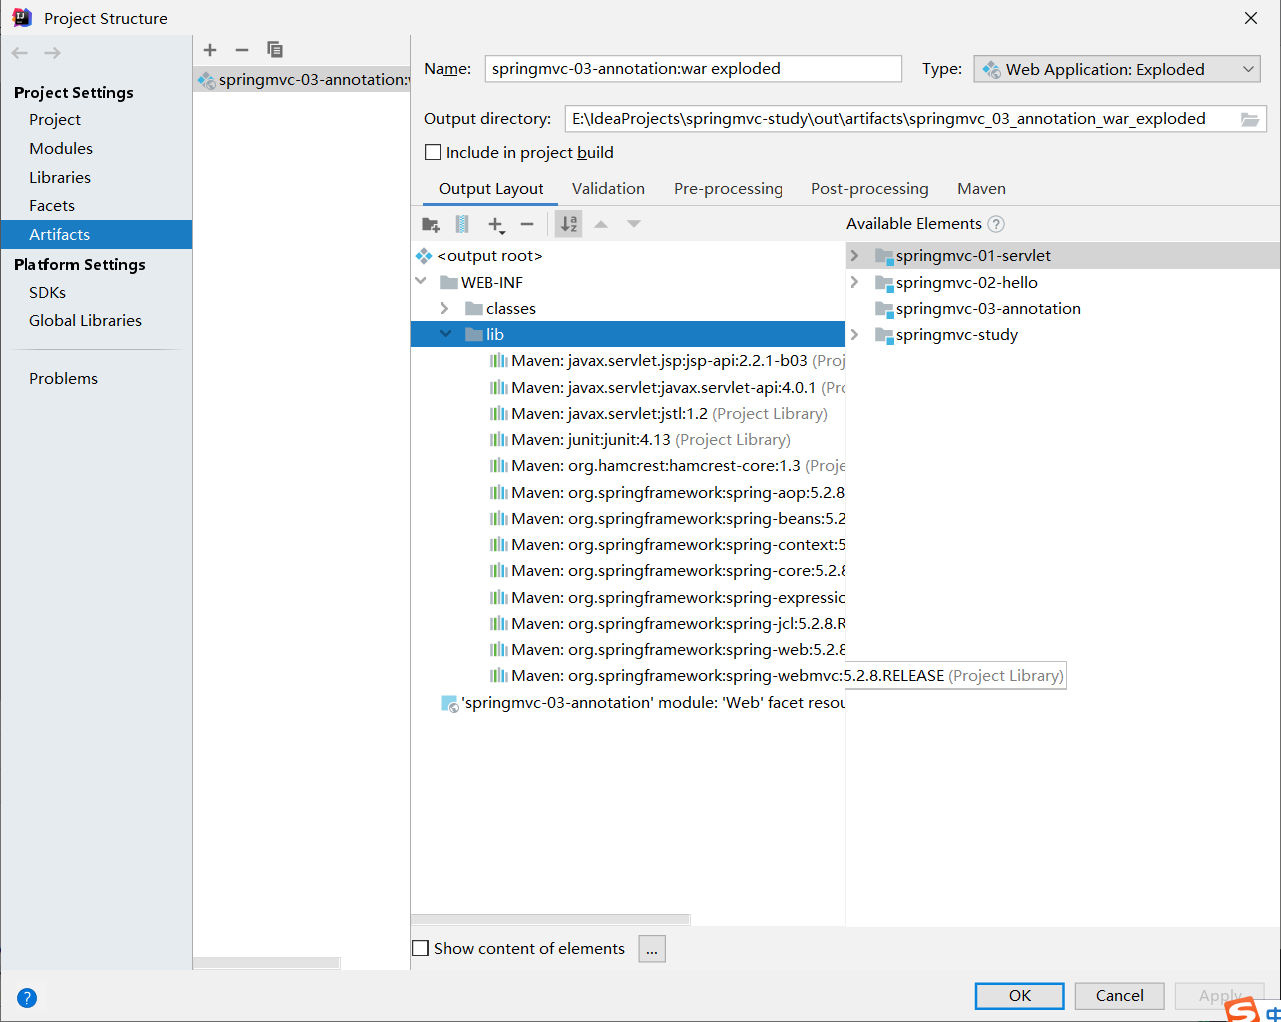 Project Structure
Project Settings
Project
Modules
Libraries
Facets
Artifacts
Platform Settings
SDKs
Global Libraries
Problems
springmvc-03-annotation:
Name: springmvc-03-annotation:war exploded
Type: Web Application: Exploded
Output directory: E:\IdeaProjects\springmvc-study\out\artifacts\springmvc_03_annotation_war_exploded
Include in project build
Output Layout Validation Pre-processing Post-processing Maven
<output root>
WEB-INF
classes
lib
Maven: javax.servlet.jsp:jsp-api:2.2.1-b03 (Proj
Maven: javax.servlet:javax.servlet-api:4.0.1 (Pro
Maven: javax.servlet:jstl:1.2 (Project Library)
Maven: junit:junit:4.13 (Project Library)
Maven: org.hamcrest:hamcrest-core:1.3 (Proje
Maven: org.springframework:spring-aop:5.2.8
Maven: org.springframework:spring-beans:5.2
Maven: org.springframework:spring-context:5
Maven: org.springframework:spring-core:5.2.8
Maven: org.springframework:spring-expressio
Maven: org.springframework:spring-jcl:5.2.8.R
Maven: org.springframework:spring-web:5.2.8
Maven: org.springframework:spring-webmvc:5.2.8.RELEASE (Project Library)
'springmvc-03-annotation' module: 'Web' facet resou
Available Elements ?
springmvc-01-servlet
springmvc-02-hello
springmvc-03-annotation
springmvc-study
Show content of elements ...
? OK Cancel Apply
中